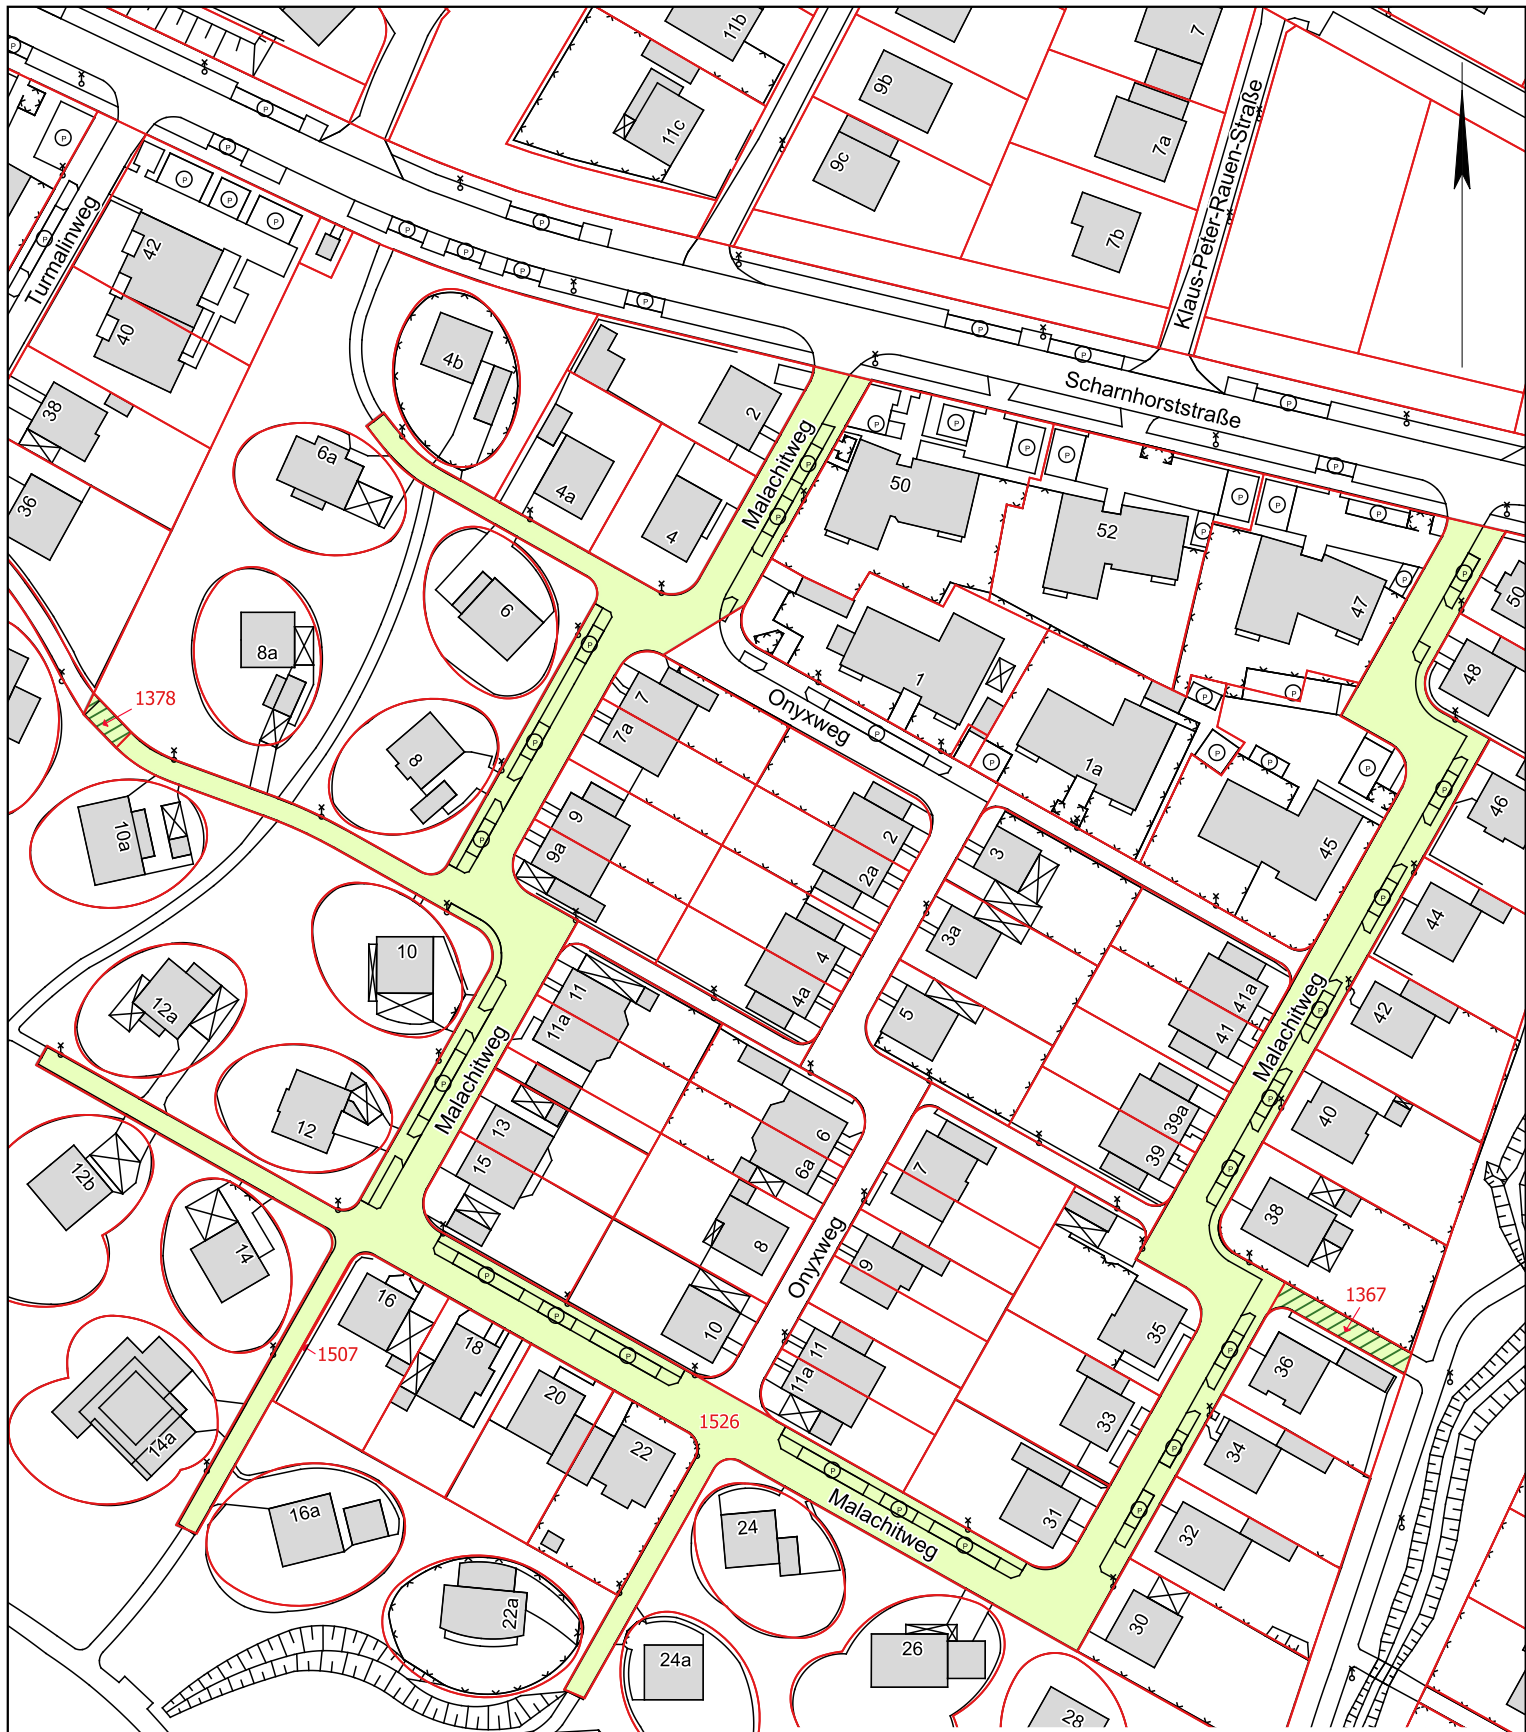 11b
7
9b
11c
9c
7a
7b
Klaus-Peter-Rauen-Straße
Turmalinweg
42
40
4b
38
6a
36
2
4a
4
Malachitweg
Scharnhorststraße
50
52
47
50
48
6
8a
1378
8
7
7a
Onyxweg
1
1a
45
46
10a
9
9a
2
2a
3
3a
44
10
4
4a
5
12a
11
11a
41a
41
Malachitweg
42
12
Malachitweg
13
15
6
6a
39a
39
40
12b
14
8
7
38
16
18
10
Onyxweg
9
35
1367
1507
14a
20
22
1526
11
11a
33
36
34
16a
24
Malachitweg
31
32
22a
24a
26
30
28
P